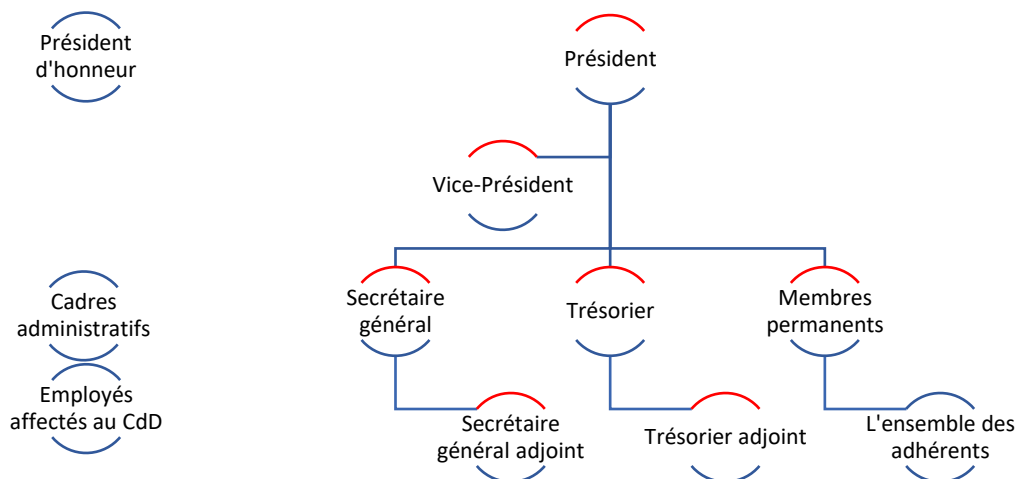 Président
d'honneur
Président
Vice-Président
Cadres
administratifs
Secrétaire
général
Trésorier
Membres
permanents
Employés
affectés au CdD
Secrétaire
général adjoint
Trésorier adjoint
L'ensemble des
adhérents